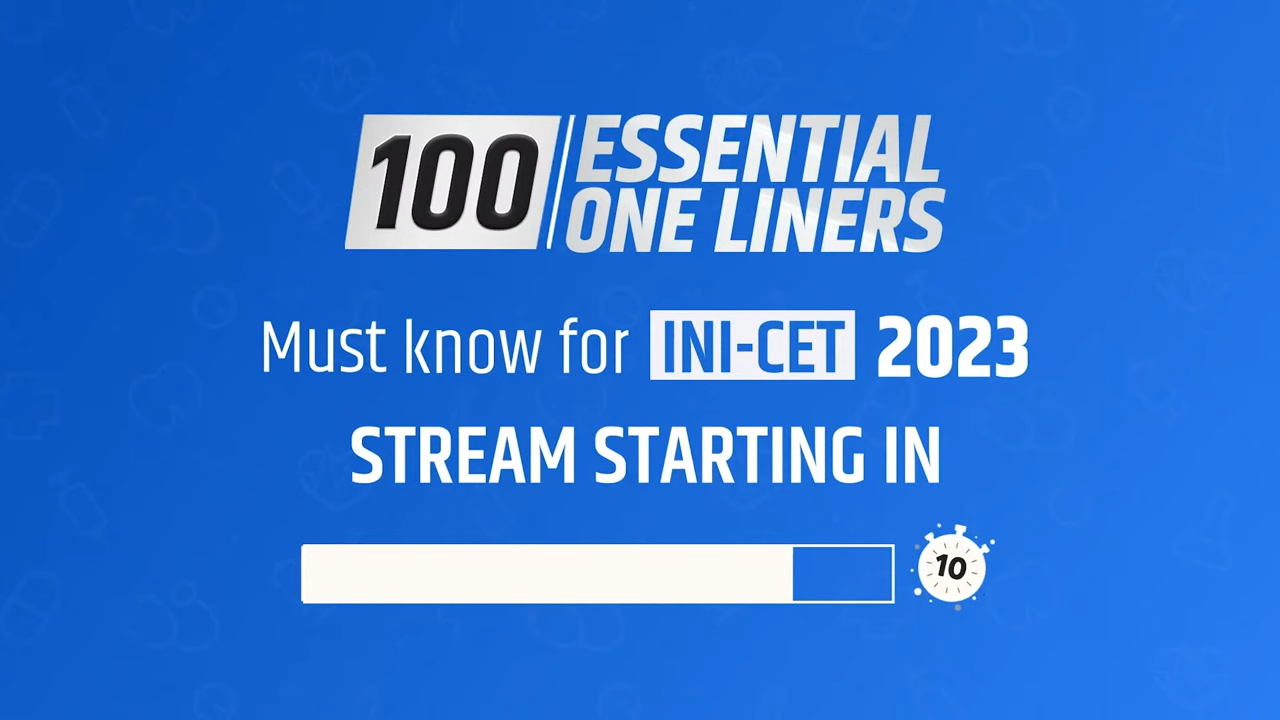 100 ESSENTIAL
ONE LINERS
Must know for INI-CET 2023
STREAM STARTING IN
10